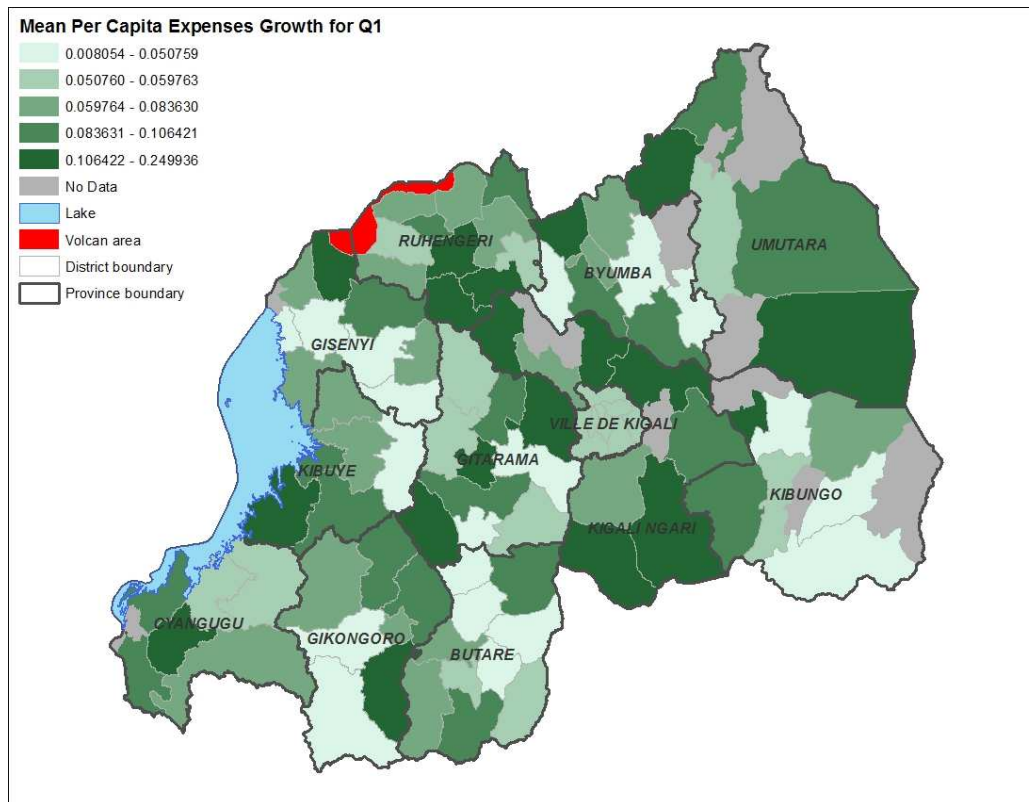 Mean Per Capita Expenses Growth for Q1
0.008054 - 0.050759
0.050760 - 0.059763
0.059764 - 0.083630
0.083631 - 0.106421
0.106422 - 0.249936
No Data
Lake
Volcan area
District boundary
Province boundary
RUHENGERI
UMUTARA
BYUMBA
GISENYI
VILLE DE KIGALI
GITARAMA
KIBUYE
KIBUNGO
KIGALI NGARI
CYANGUGU
GIKONGORO
BUTARE